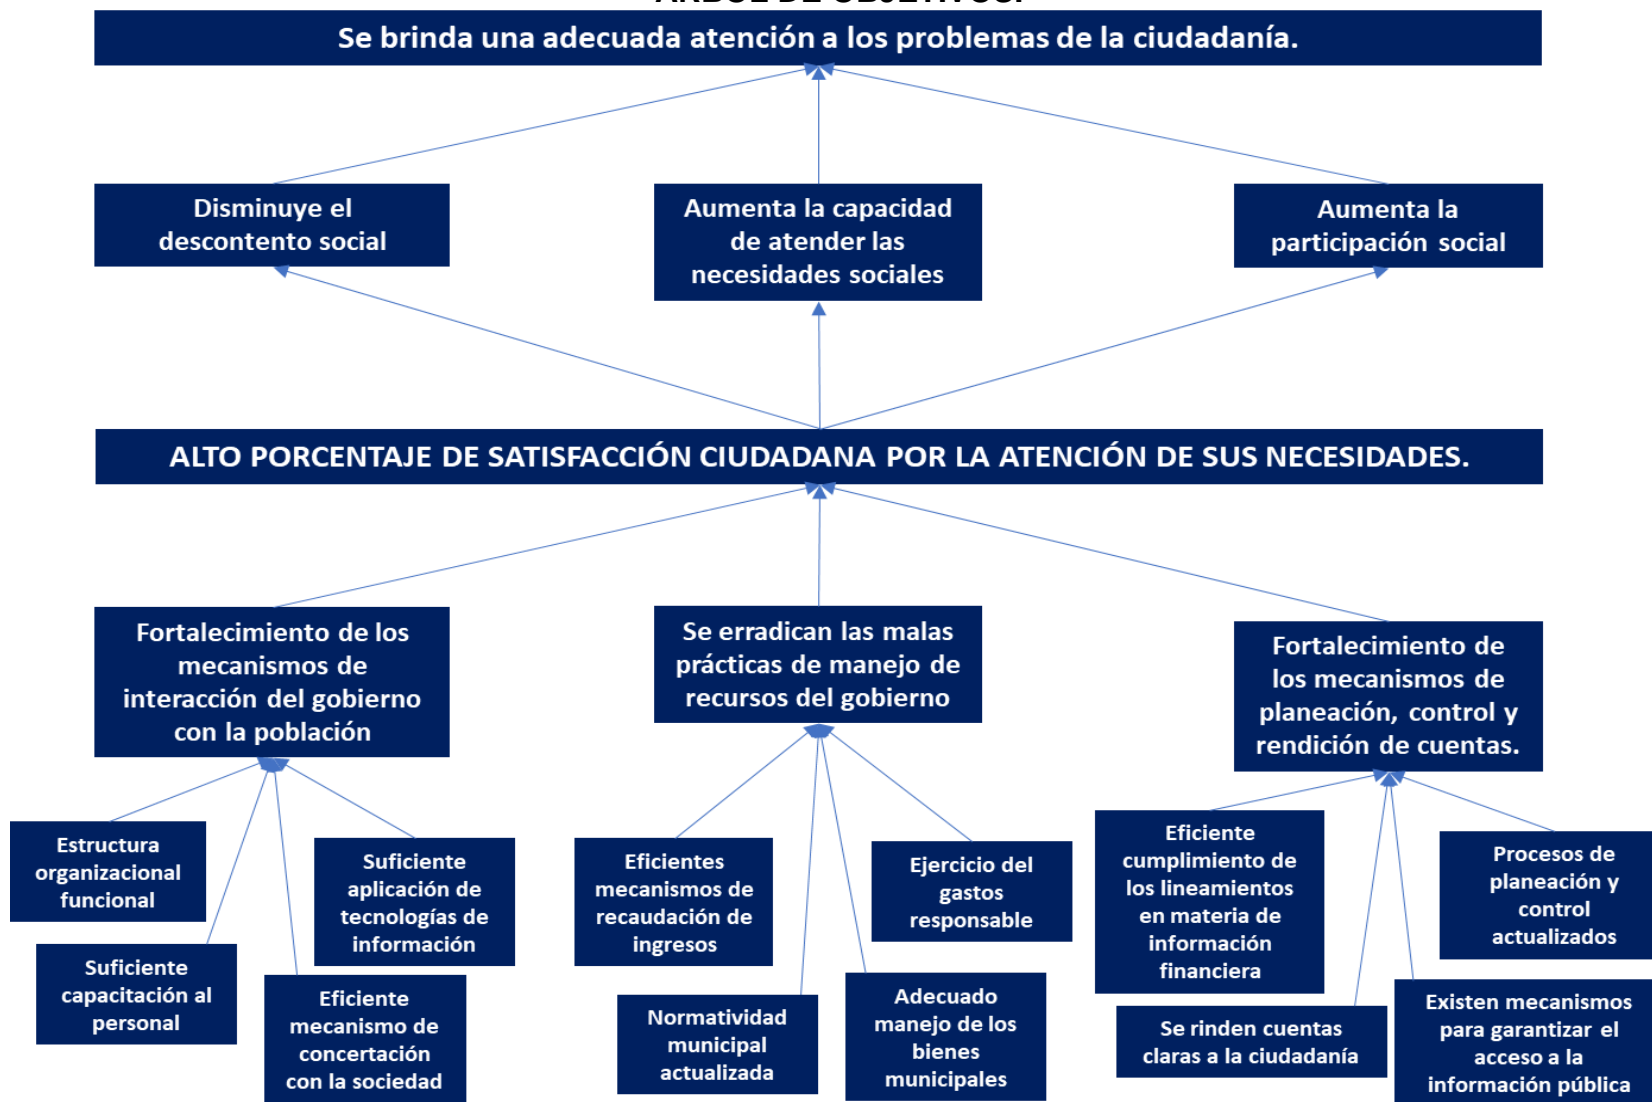 ÁRBOL DE OBJETIVOS.
Se brinda una adecuada atención a los problemas de la ciudadanía.
Disminuye el
descontento social
Aumenta la capacidad
de atender las
necesidades sociales
Aumenta la
participación social
ALTO PORCENTAJE DE SATISFACCIÓN CIUDADANA POR LA ATENCIÓN DE SUS NECESIDADES.
Fortalecimiento de los
mecanismos de
interacción del gobierno
con la población
Se erradican las malas
prácticas de manejo de
recursos del gobierno
Fortalecimiento de
los mecanismos de
planeación, control y
rendición de cuentas.
Estructura
organizacional
funcional
Suficiente
capacitación al
personal
Eficiente
mecanismo de
concertación
con la sociedad
Suficiente
aplicación de
tecnologías de
información
Eficientes
mecanismos de
recaudación de
ingresos
Normatividad
municipal
actualizada
Adecuado
manejo de los
bienes
municipales
Ejercicio del
gastos
responsable
Eficiente
cumplimiento de
los lineamientos
en materia de
información
financiera
Se rinden cuentas
claras a la ciudadanía
Existen mecanismos
para garantizar el
acceso a la
información pública
Procesos de
planeación y
control
actualizados